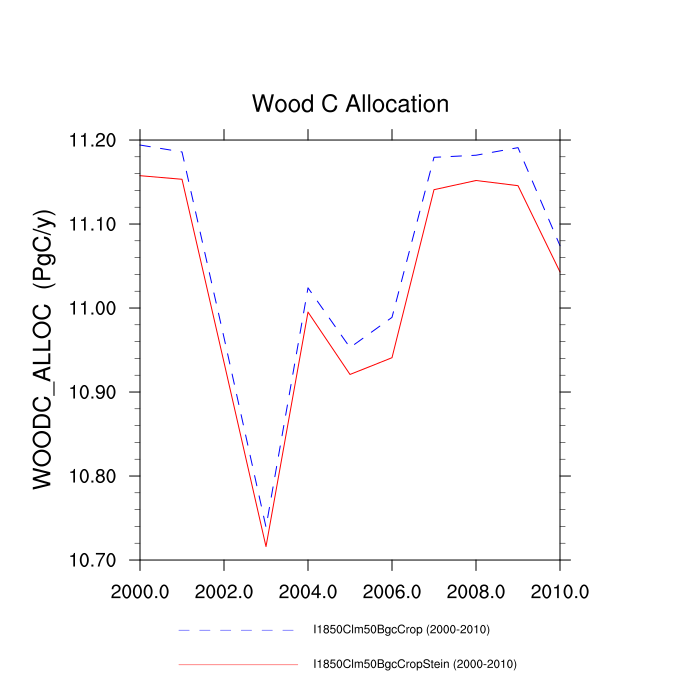 Wood C Allocation
WOODC_ALLOC (PgC/y)
11.20
11.10
11.00
10.90
10.80
10.70
2000.0 2002.0 2004.0 2006.0 2008.0 2010.0
I1850Clm50BgcCrop (2000-2010)
I1850Clm50BgcCropStein (2000-2010)